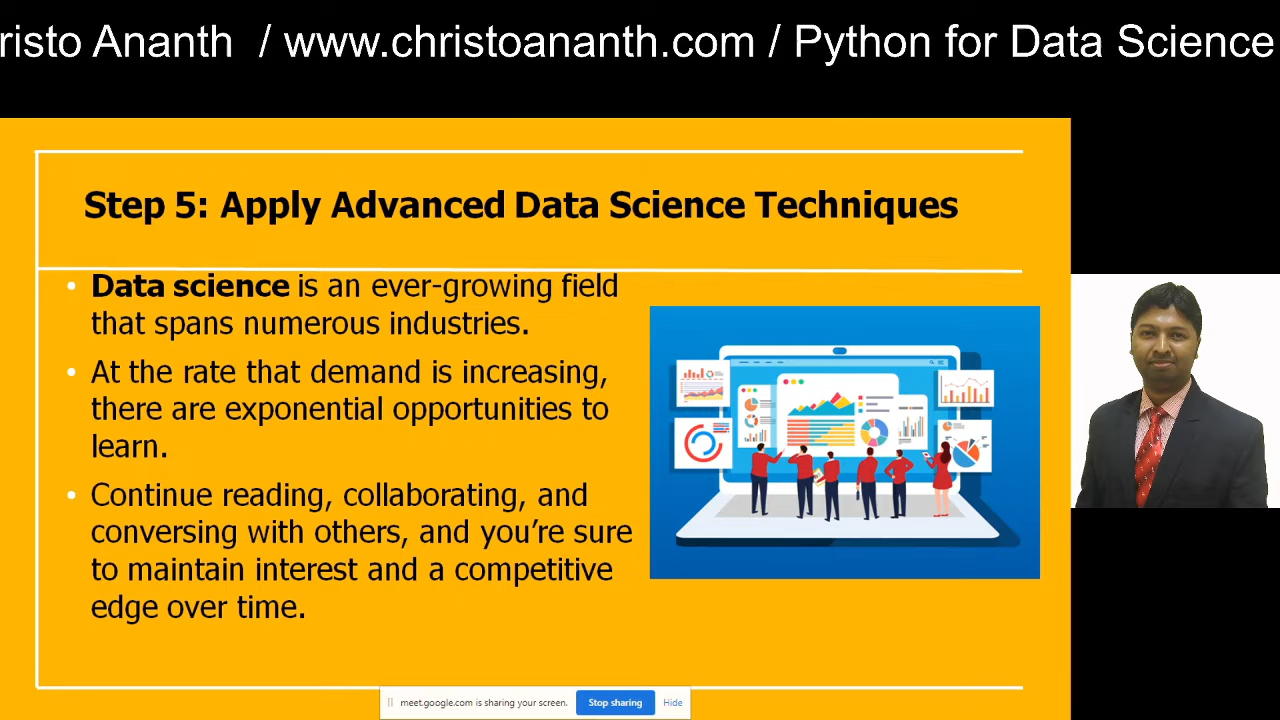 risto Ananth / www.christoananth.com / Python for Data Science
Step 5: Apply Advanced Data Science Techniques
• Data science is an ever-growing field
that spans numerous industries.
• At the rate that demand is increasing,
there are exponential opportunities to
learn.
• Continue reading, collaborating, and
conversing with others, and you’re sure
to maintain interest and a competitive
edge over time.
meet.google.com is sharing your screen. Stop sharing Hide